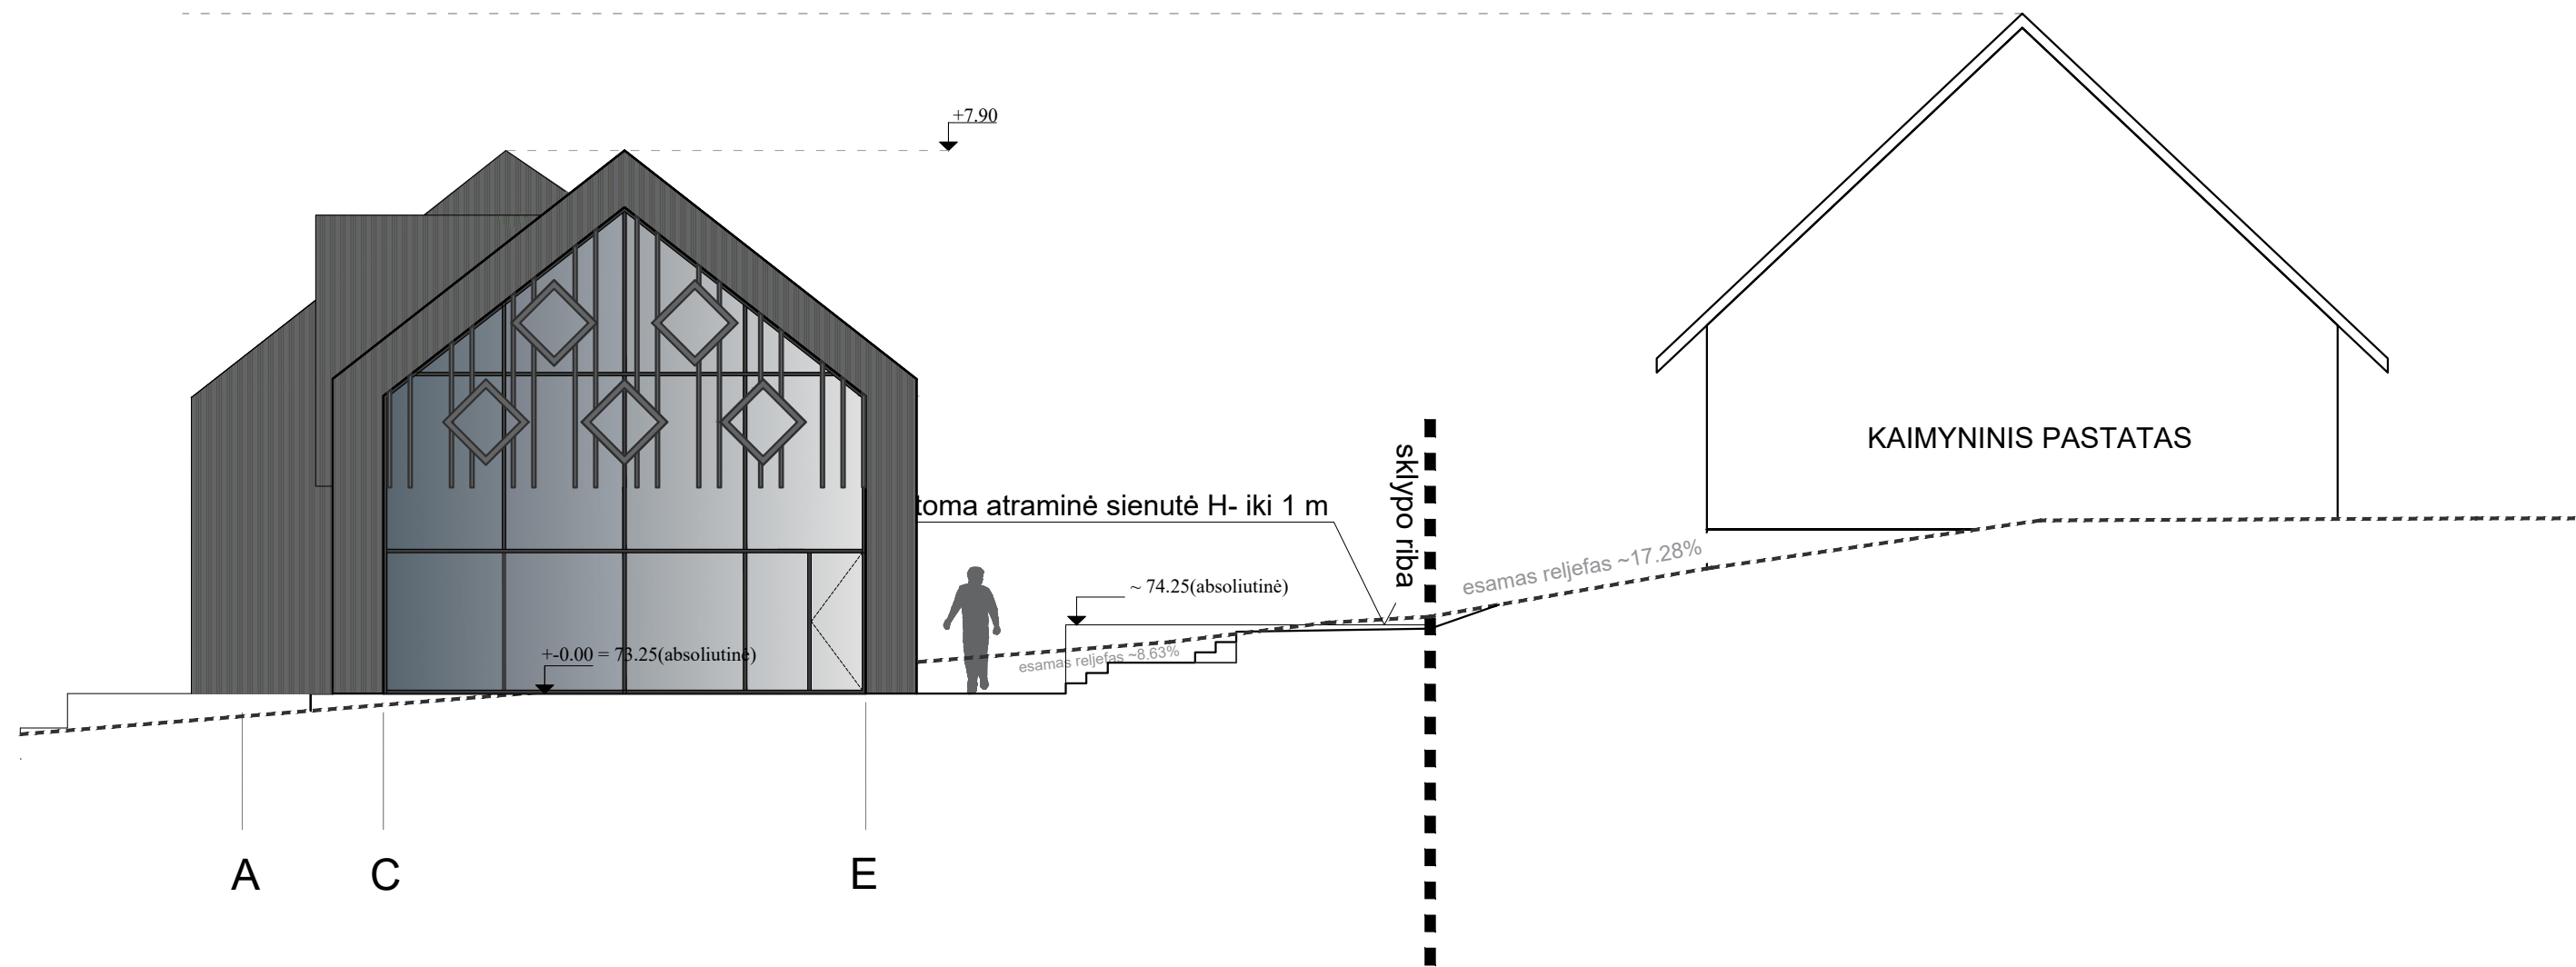 +7.90
KAIMYNINIS PASTATAS
sklypo riba
toma atraminė sienutė H- iki 1 m
esamas reljefas ~17.28%
~ 74.25(absoliutinė)
esamas reljefas ~8.63%
+-0.00 = 73.25(absoliutinė)
A
C
E